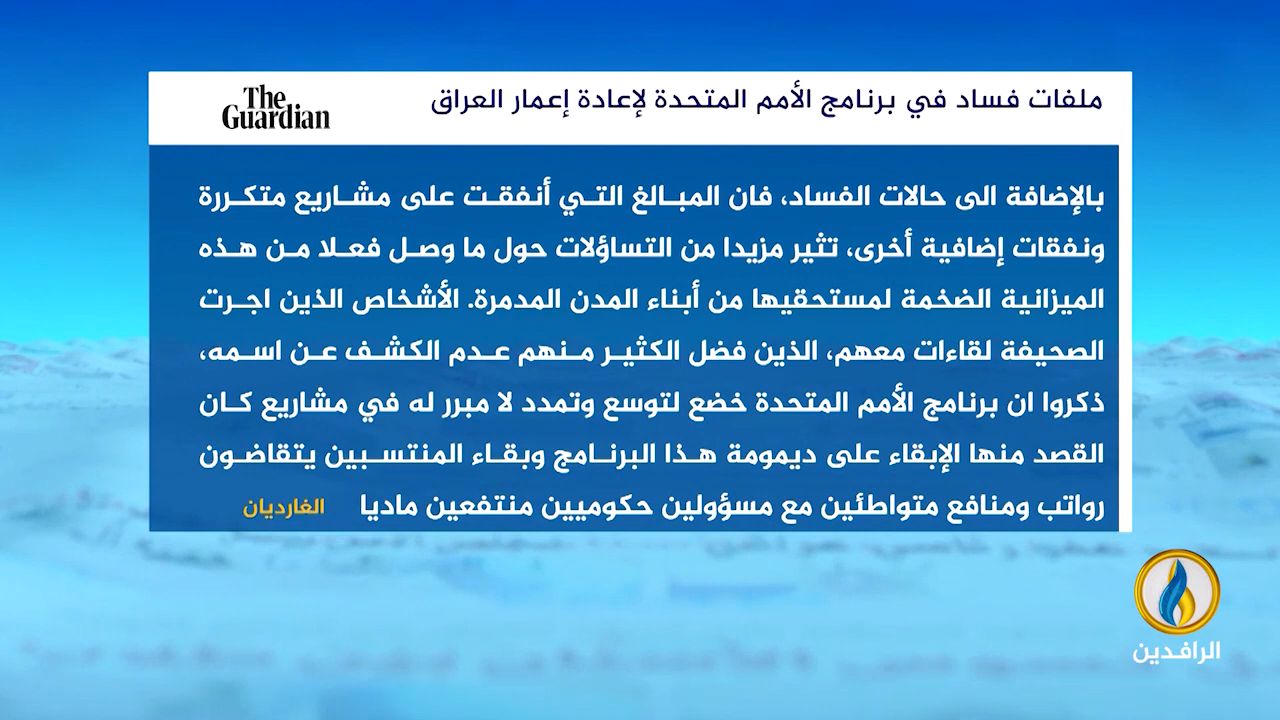 The
Guardian
ملفات فساد في برنامج الأمم المتحدة لإعادة إعمار العراق
بالإضافة الى حالات الفساد، فان المبالغ التي أنفقت على مشاريع متكررة
ونفقات إضافية أخرى، تثير مزيدا من التساؤلات حول ما وصل فعلا من هذه
الميزانية الضخمة لمستحقيها من أبناء المدن المدمرة. الأشخاص الذين اجرت
الصحيفة لقاءات معهم، الذين فضل الكثير منهم عدم الكشف عن اسمه،
ذكروا ان برنامج الأمم المتحدة خضع لتوسع وتمدد لا مبرر له في مشاريع كان
القصد منها الإبقاء على ديمومة هذا البرنامج وبقاء المنتسبين يتقاضون
رواتب ومنافع متواطئين مع مسؤولين حكوميين منتفعين ماديا الغارديان
الرافدين